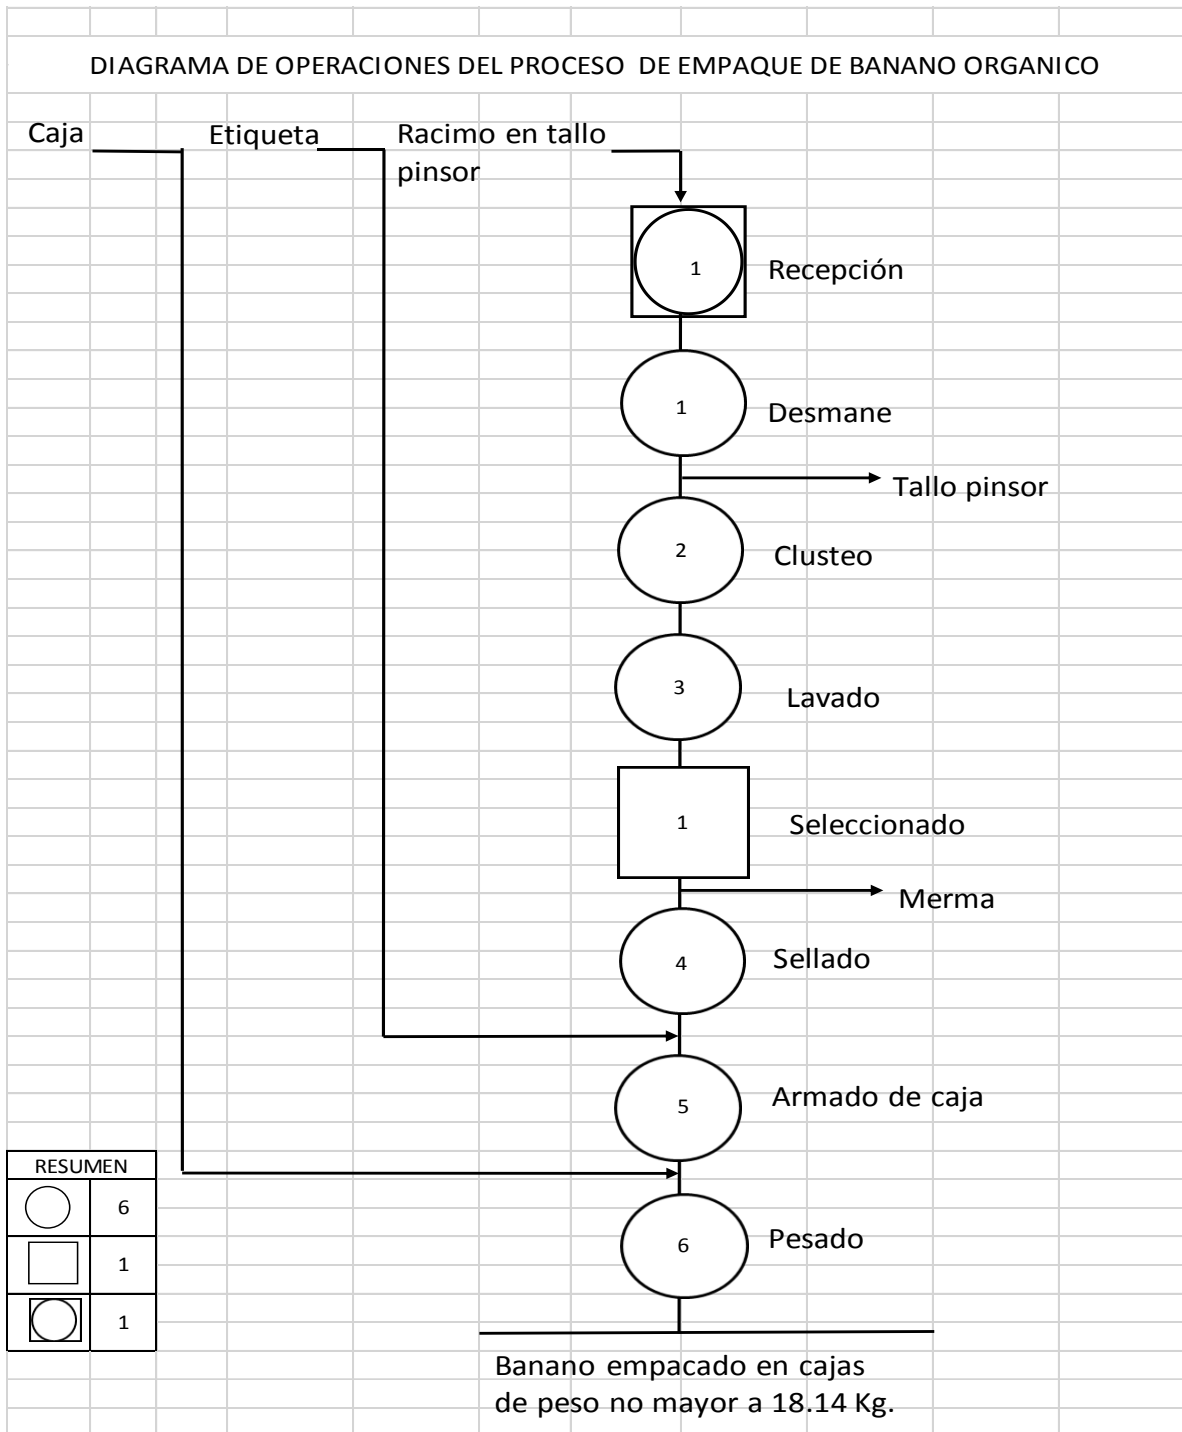 DIAGRAMA DE OPERACIONES DEL PROCESO DE EMPAQUE DE BANANO ORGANICO
Caja
Etiqueta
Racimo en tallo
pinsor
1
Recepción
1
Desmane
Tallo pinsor
2
Clusteo
3
Lavado
1
Seleccionado
Merma
4
Sellado
5
Armado de caja
6
Pesado
RESUMEN
6
1
1
Banano empacado en cajas
de peso no mayor a 18.14 Kg.